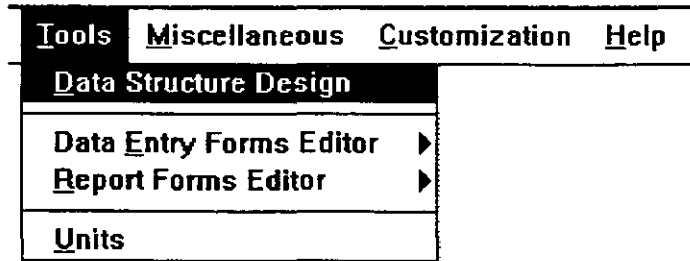 Tools Miscellaneous Customization Help
Data Structure Design
Data Entry Forms Editor
Report Forms Editor
Units